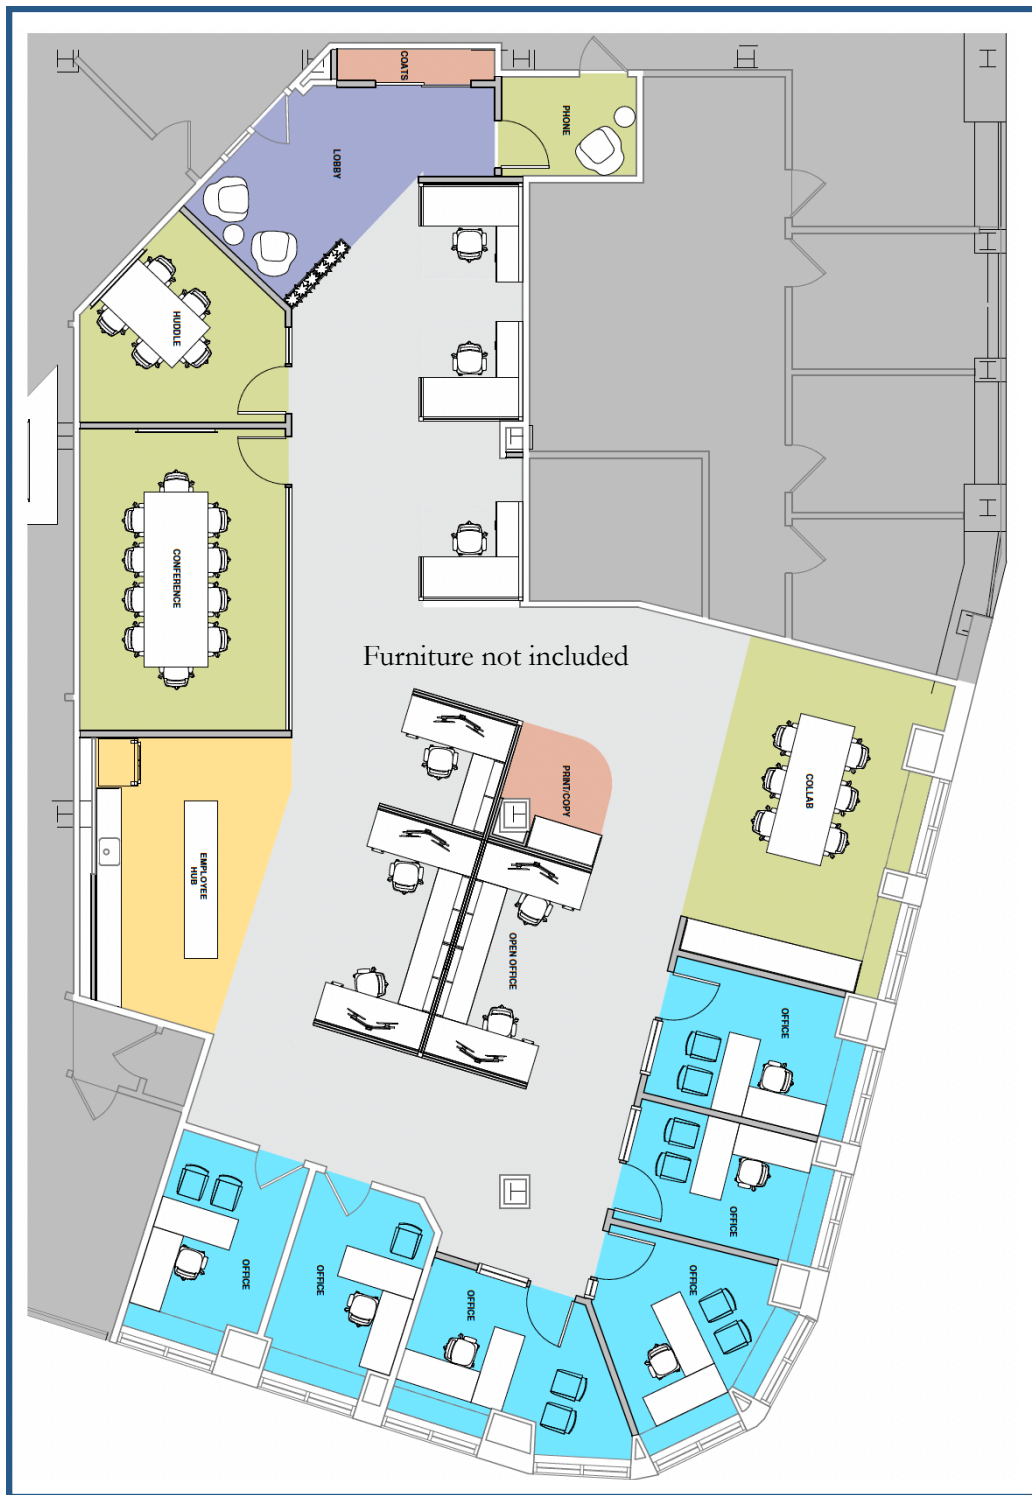 COATS
PHONE
LOBBY
HUDDLE
CONFERENCE
Furniture not included
PRINT/COPY
COLLAB
EMPLOYEE
HUB
OPEN OFFICE
OFFICE
OFFICE
OFFICE
OFFICE
OFFICE
OFFICE